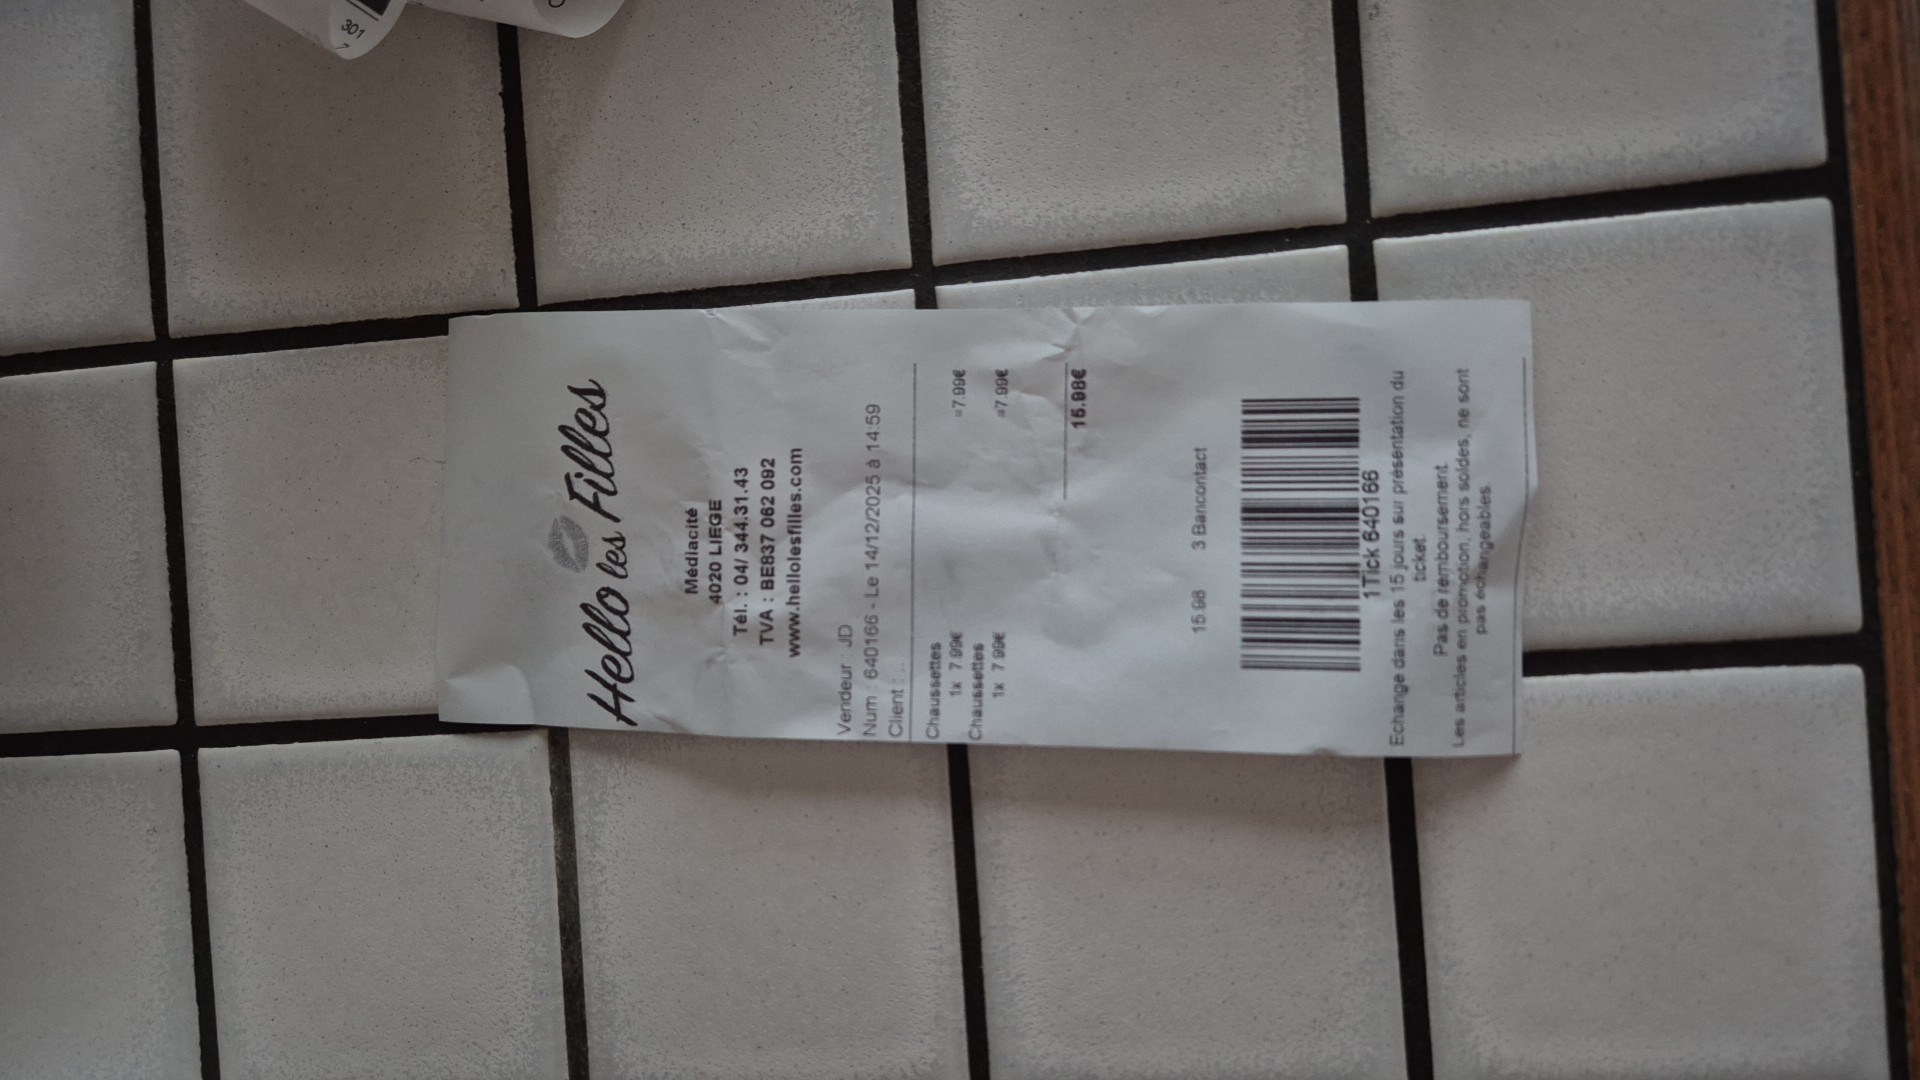 Hello les Filles
Médiacité
4020 LIEGE
Tél. : 04/ 344.31.43
TVA : BE837 062 092
www.hellolesfilles.com
Vendeur : JD
Num : 640166 - Le 14/12/2025 à 14:59
Client : ..
Chaussettes
1x 7.99€ =7.99€
Chaussettes
1x 7.99€ =7.99€
15.98€
15.98 3 Bancontact
1Tick 640166
Echange dans les 15 jours sur présentation du
ticket.
Pas de remboursement.
Les articles en promotion, hors soldes, ne sont
pas échangeables.
301